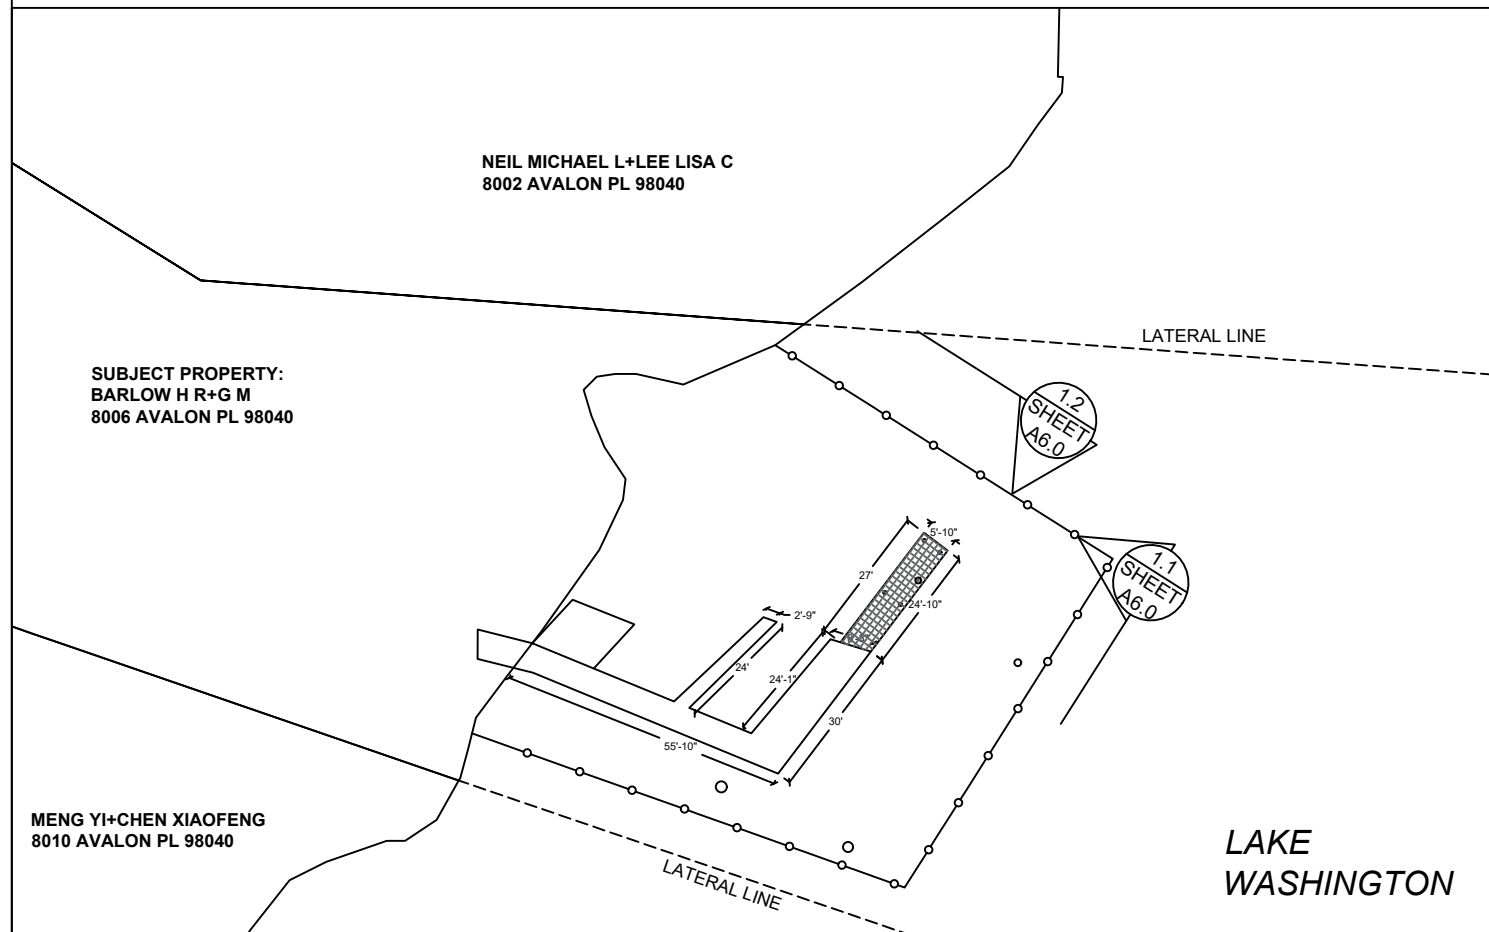 NEIL MICHAEL L+LEE LISA C
8002 AVALON PL 98040
LATERAL LINE
SUBJECT PROPERTY:
BARLOW H R+G M
8006 AVALON PL 98040
1.2
SHEET
A6.0
5'-10"
1.1
SHEET
A6.0
27'
24'-10"
2'-9"
24'
24'-1"
30'
55'-10"
MENG YI+CHEN XIAOFENG
8010 AVALON PL 98040
LATERAL LINE
LAKE
WASHINGTON